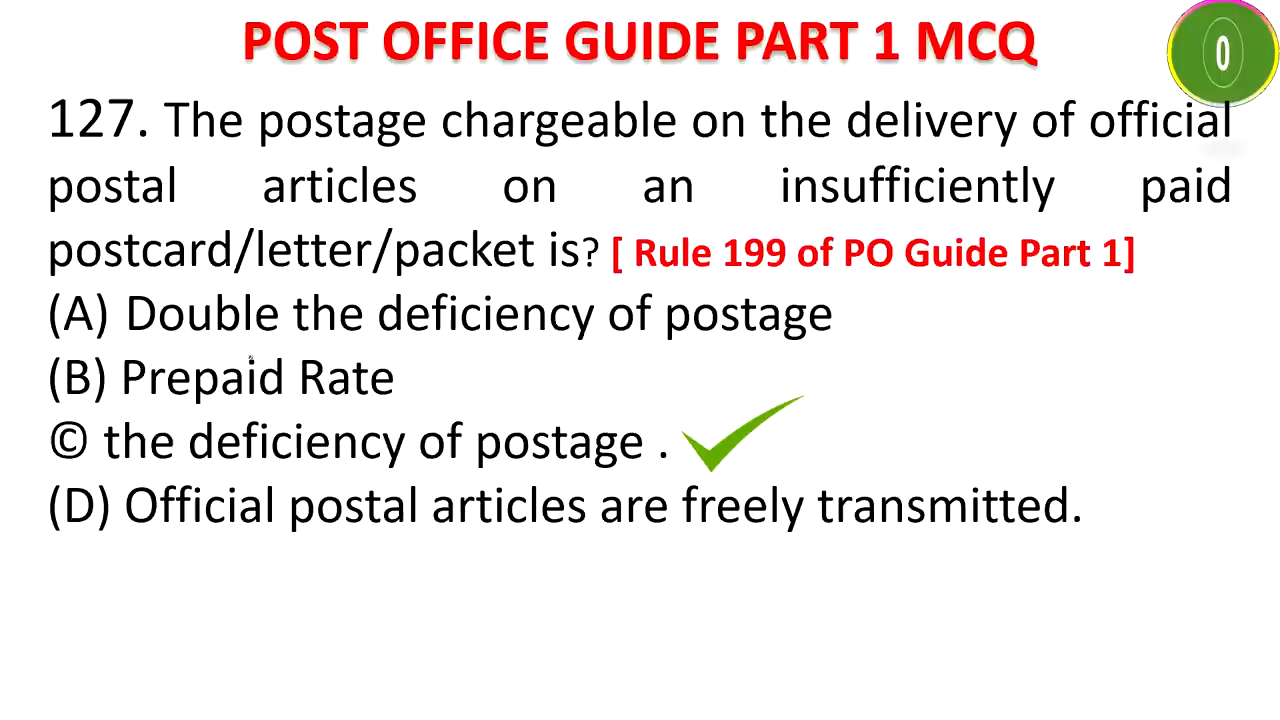 POST OFFICE GUIDE PART 1 MCQ
0
127. The postage chargeable on the delivery of official
postal articles on an insufficiently paid
postcard/letter/packet is? [ Rule 199 of PO Guide Part 1]
(A) Double the deficiency of postage
(B) Prepaid Rate
© the deficiency of postage .
(D) Official postal articles are freely transmitted.